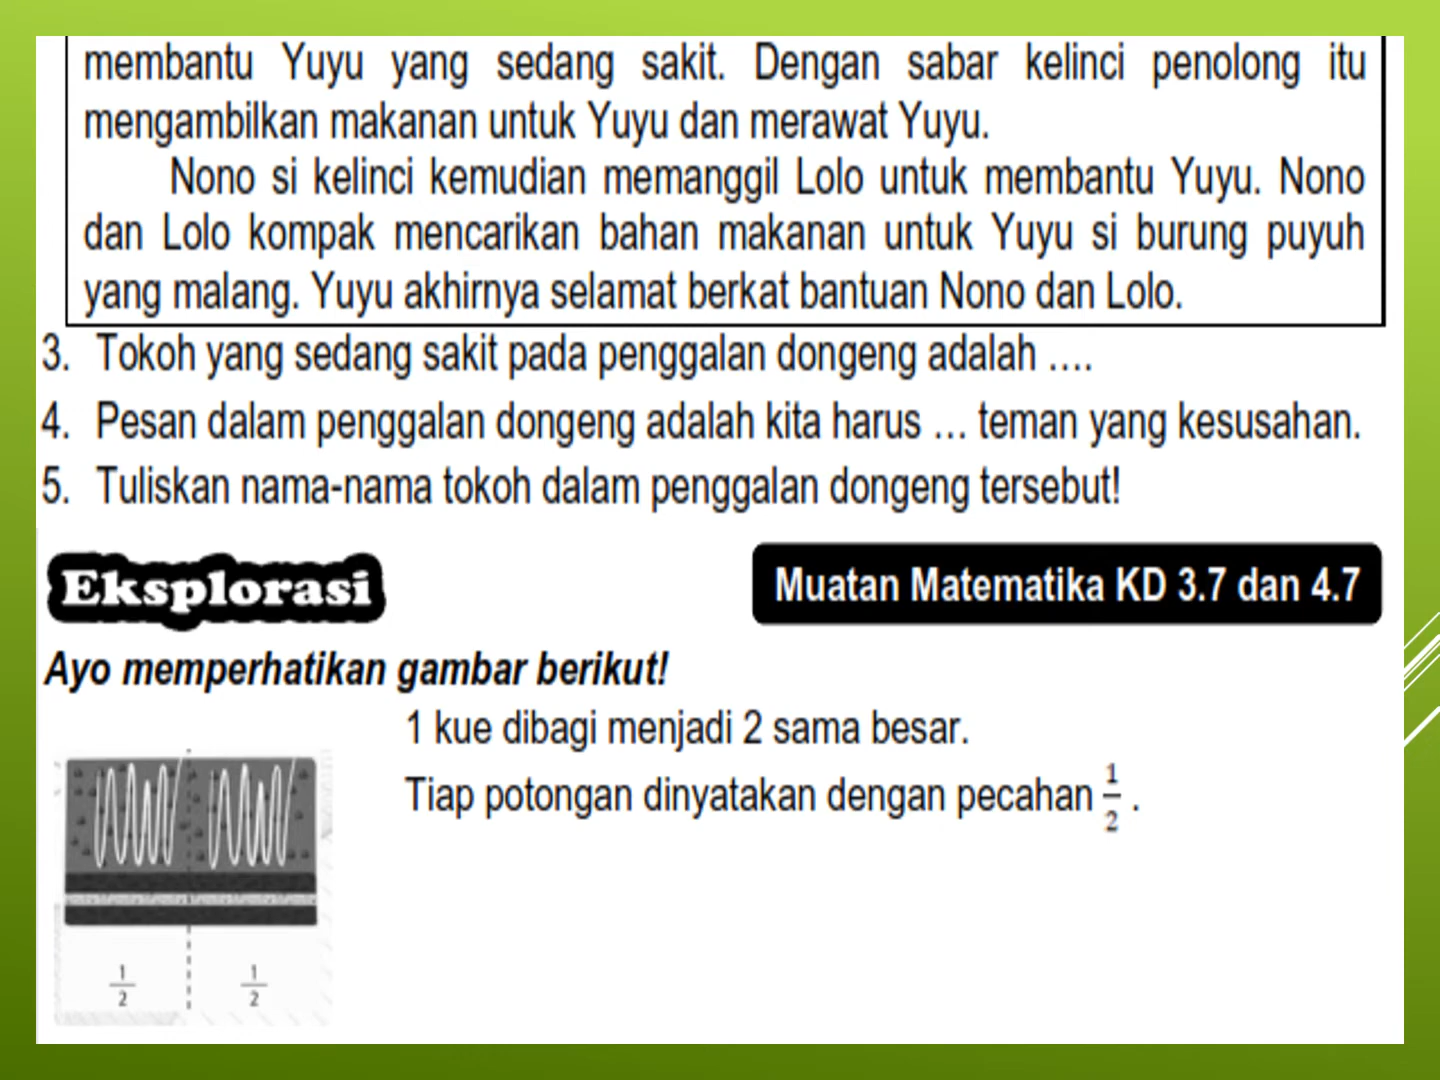 membantu Yuyu yang sedang sakit. Dengan sabar kelinci penolong itu
mengambilkan makanan untuk Yuyu dan merawat Yuyu.
Nono si kelinci kemudian memanggil Lolo untuk membantu Yuyu. Nono
dan Lolo kompak mencarikan bahan makanan untuk Yuyu si burung puyuh
yang malang. Yuyu akhirnya selamat berkat bantuan Nono dan Lolo.
3. Tokoh yang sedang sakit pada penggalan dongeng adalah ....
4. Pesan dalam penggalan dongeng adalah kita harus ... teman yang kesusahan.
5. Tuliskan nama-nama tokoh dalam penggalan dongeng tersebut!
Eksplorasi
Muatan Matematika KD 3.7 dan 4.7
Ayo memperhatikan gambar berikut!
1 kue dibagi menjadi 2 sama besar.
Tiap potongan dinyatakan dengan pecahan 1/2 .
1/2 1/2